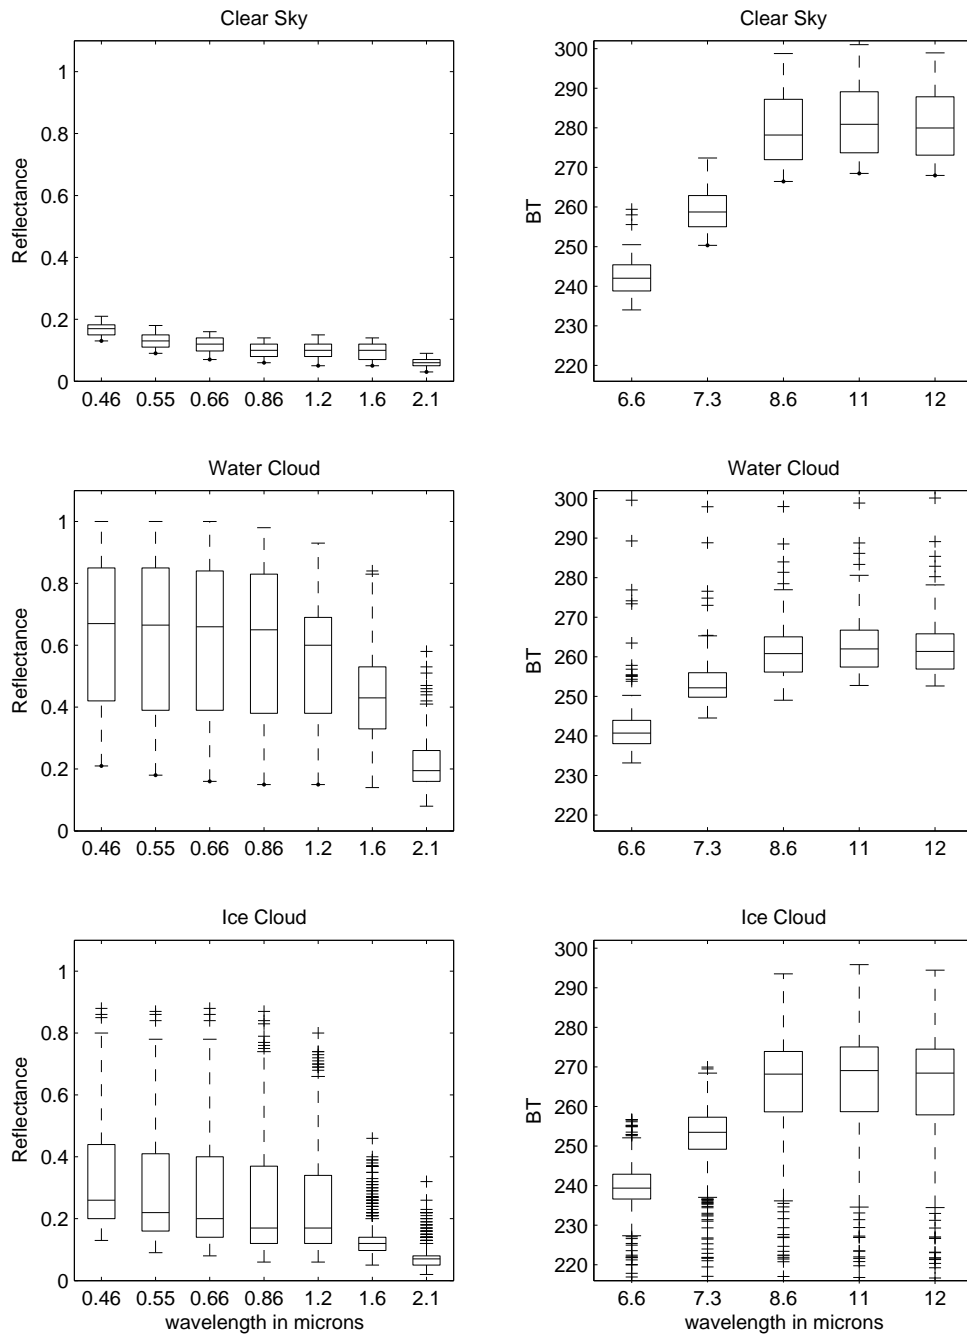 Clear Sky
Reflectance
1
0.8
0.6
0.4
0.2
0
0.46 0.55 0.66 0.86 1.2 1.6 2.1
Clear Sky
BT
300
290
280
270
260
250
240
230
220
6.6 7.3 8.6 11 12
Water Cloud
Reflectance
1
0.8
0.6
0.4
0.2
0
0.46 0.55 0.66 0.86 1.2 1.6 2.1
Water Cloud
BT
300
290
280
270
260
250
240
230
220
6.6 7.3 8.6 11 12
Ice Cloud
Reflectance
1
0.8
0.6
0.4
0.2
0
0.46 0.55 0.66 0.86 1.2 1.6 2.1
wavelength in microns
Ice Cloud
BT
300
290
280
270
260
250
240
230
220
6.6 7.3 8.6 11 12
wavelength in microns